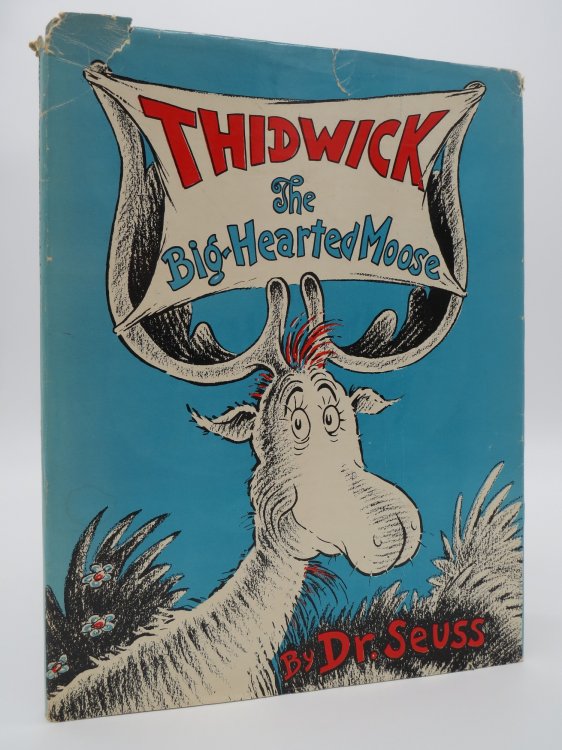 THIDWICK
The
Big-Hearted Moose
By Dr. Seuss